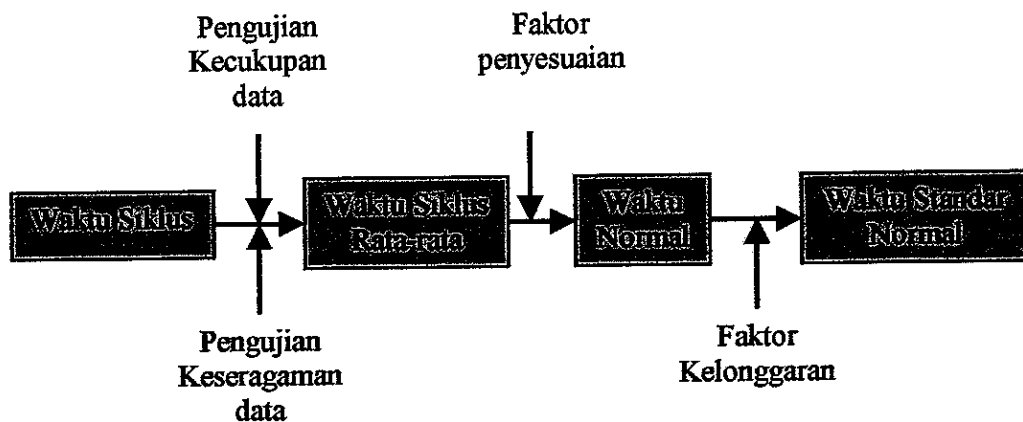 Pengujian
Kecukupan
data
Faktor
penyesuaian
Waktu Siklus
Waktu Siklus
Rata-rata
Waktu
Normal
Waktu Standar
Normal
Pengujian
Keseragaman
data
Faktor
Kelonggaran